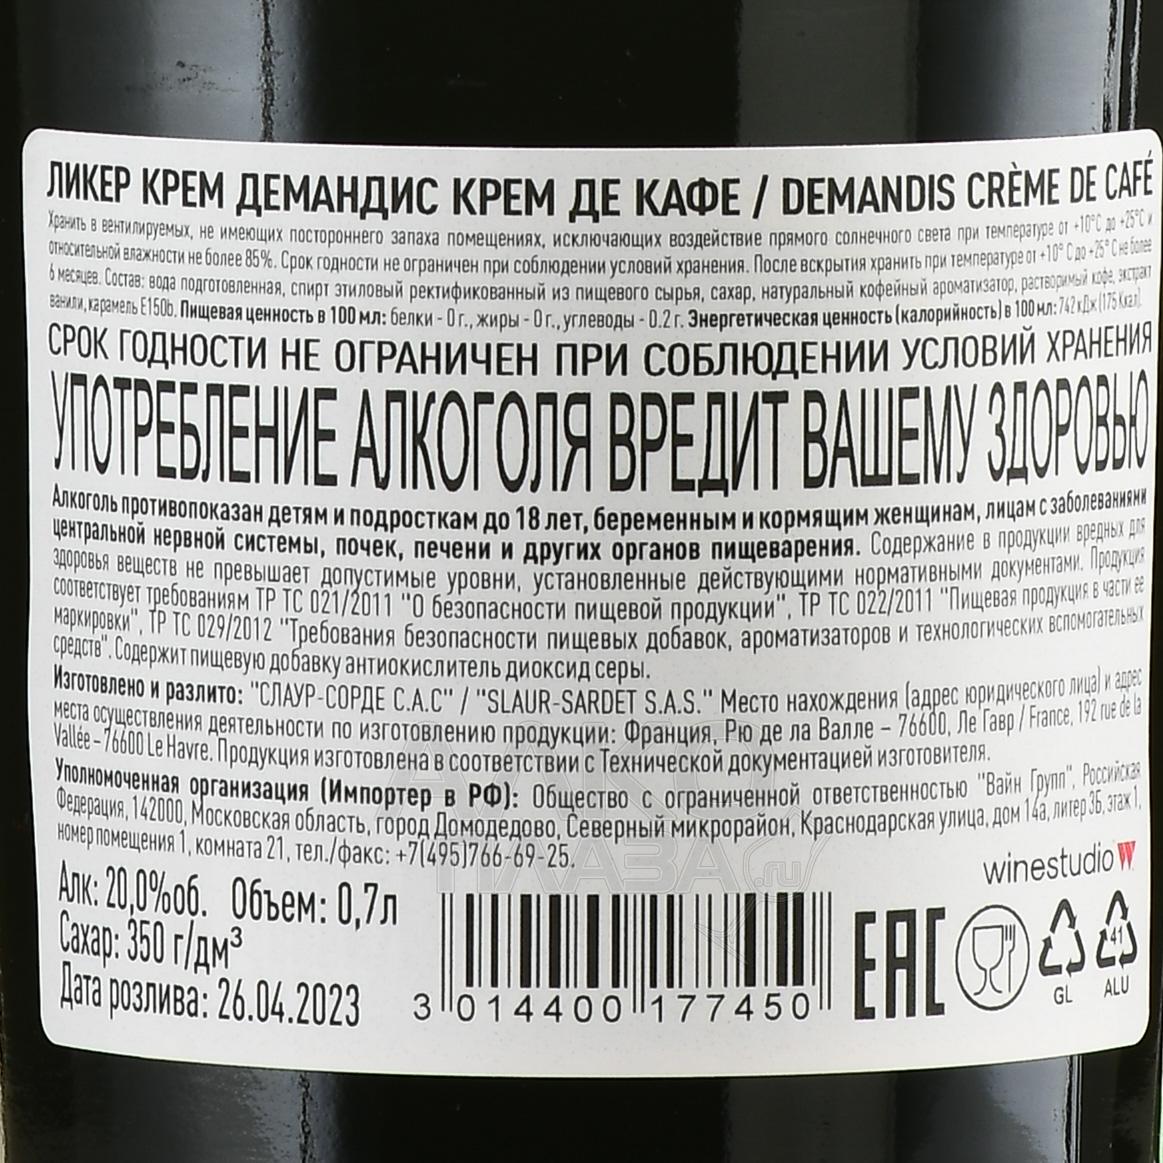 ЛИКЕР КРЕМ ДЕМАНДИС КРЕМ ДЕ КАФЕ / DEMANDIS CRÈME DE CAFÉ
Хранить в вентилируемых, не имеющих постороннего запаха помещениях, исключающих воздействие прямого солнечного света при температуре от +10°С до +25°С и
относительной влажности не более 85%. Срок годности не ограничен при соблюдении условий хранения. После вскрытия хранить при температуре от +10° С до +25° С не более
6 месяцев. Состав: вода подготовленная, спирт этиловый ректификованный из пищевого сырья, сахар, натуральный кофейный ароматизатор, растворимый кофе, экстракт
ванили, карамель Е150b. Пищевая ценность в 100 мл: белки - 0 г., жиры - 0 г., углеводы - 0.2 г. Энергетическая ценность (калорийность) в 100 мл: 742 кДж (175 Ккал).
СРОК ГОДНОСТИ НЕ ОГРАНИЧЕН ПРИ СОБЛЮДЕНИИ УСЛОВИЙ ХРАНЕНИЯ
УПОТРЕБЛЕНИЕ АЛКОГОЛЯ ВРЕДИТ ВАШЕМУ ЗДОРОВЬЮ
Алкоголь противопоказан детям и подросткам до 18 лет, беременным и кормящим женщинам, лицам с заболеваниями
центральной нервной системы, почек, печени и других органов пищеварения. Содержание в продукции вредных для
здоровья веществ не превышает допустимые уровни, установленные действующими нормативными документами. Продукция
соответствует требованиям ТР ТС 021/2011 "О безопасности пищевой продукции", ТР ТС 022/2011 "Пищевая продукция в части ее
маркировки", ТР ТС 029/2012 "Требования безопасности пищевых добавок, ароматизаторов и технологических вспомогательных
средств". Содержит пищевую добавку антиокислитель диоксид серы.
Изготовлено и разлито: "СЛАУР-СОРДЕ С.А.С" / "SLAUR-SARDET S.A.S." Место нахождения (адрес юридического лица) и адрес
места осуществления деятельности по изготовлению продукции: Франция, Рю де ла Валле – 76600, Ле Гавр / France, 192 rue de la
Vallée – 76600 Le Havre. Продукция изготовлена в соответствии с Технической документацией изготовителя.
Уполномоченная организация (Импортер в РФ): Общество с ограниченной ответственностью "Вайн Групп", Российская
Федерация, 142000, Московская область, город Домодедово, Северный микрорайон, Краснодарская улица, дом 14а, литер 3Б, этаж 1,
номер помещения 1, комната 21, тел./факс: +7(495)766-69-25.
winestudio
Алк: 20,0%об. Объем: 0,7л
Сахар: 350 г/дм³
Дата розлива: 26.04.2023
3 014400 177450
EAC
GL
41
ALU
АЛКО
ПЛАЗА.ru